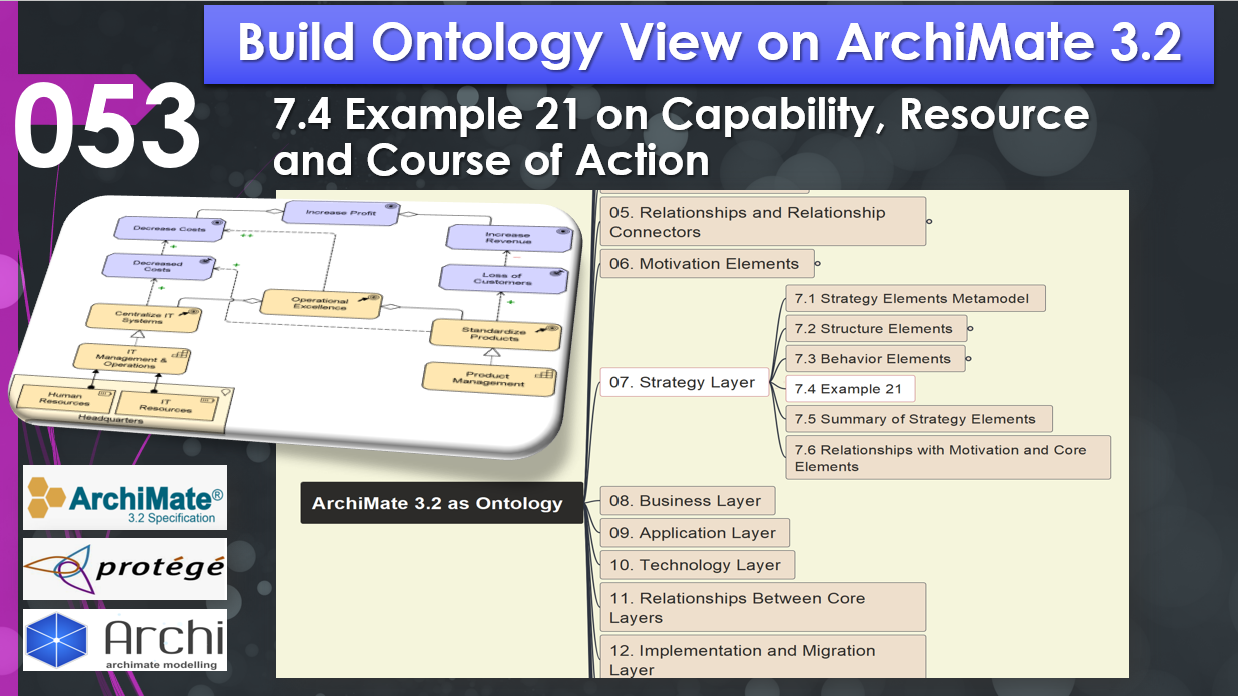 Build Ontology View on ArchiMate 3.2
053
7.4 Example 21 on Capability, Resource
and Course of Action
Increase Profit
Decrease Costs
++
Increase
Revenue
+
Decreased
Costs
+
Loss of
Customers
+
+
Centralize IT
Systems
Operational
Excellence
Standardize
Products
IT
Management &
Operations
Product
Management
Human
Resources
IT
Resources
Headquarters
05. Relationships and Relationship
Connectors
06. Motivation Elements
7.1 Strategy Elements Metamodel
7.2 Structure Elements
7.3 Behavior Elements
07. Strategy Layer
7.4 Example 21
7.5 Summary of Strategy Elements
7.6 Relationships with Motivation and Core
Elements
ArchiMate 3.2 as Ontology
08. Business Layer
09. Application Layer
10. Technology Layer
11. Relationships Between Core
Layers
12. Implementation and Migration
Layer
ArchiMate®
3.2 Specification
protégé
Archi
archimate modelling